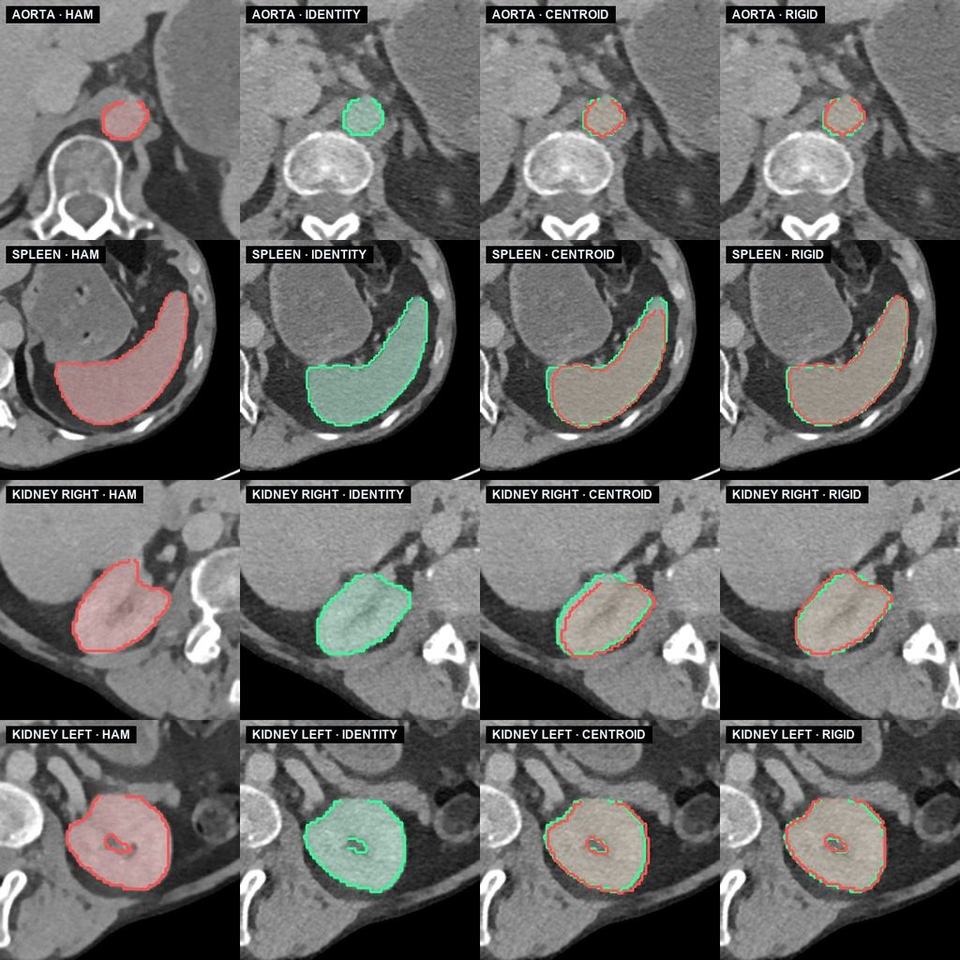 AORTA · HAM
AORTA · IDENTITY
AORTA · CENTROID
AORTA · RIGID
SPLEEN · HAM
SPLEEN · IDENTITY
SPLEEN · CENTROID
SPLEEN · RIGID
KIDNEY RIGHT · HAM
KIDNEY RIGHT · IDENTITY
KIDNEY RIGHT · CENTROID
KIDNEY RIGHT · RIGID
KIDNEY LEFT · HAM
KIDNEY LEFT · IDENTITY
KIDNEY LEFT · CENTROID
KIDNEY LEFT · RIGID